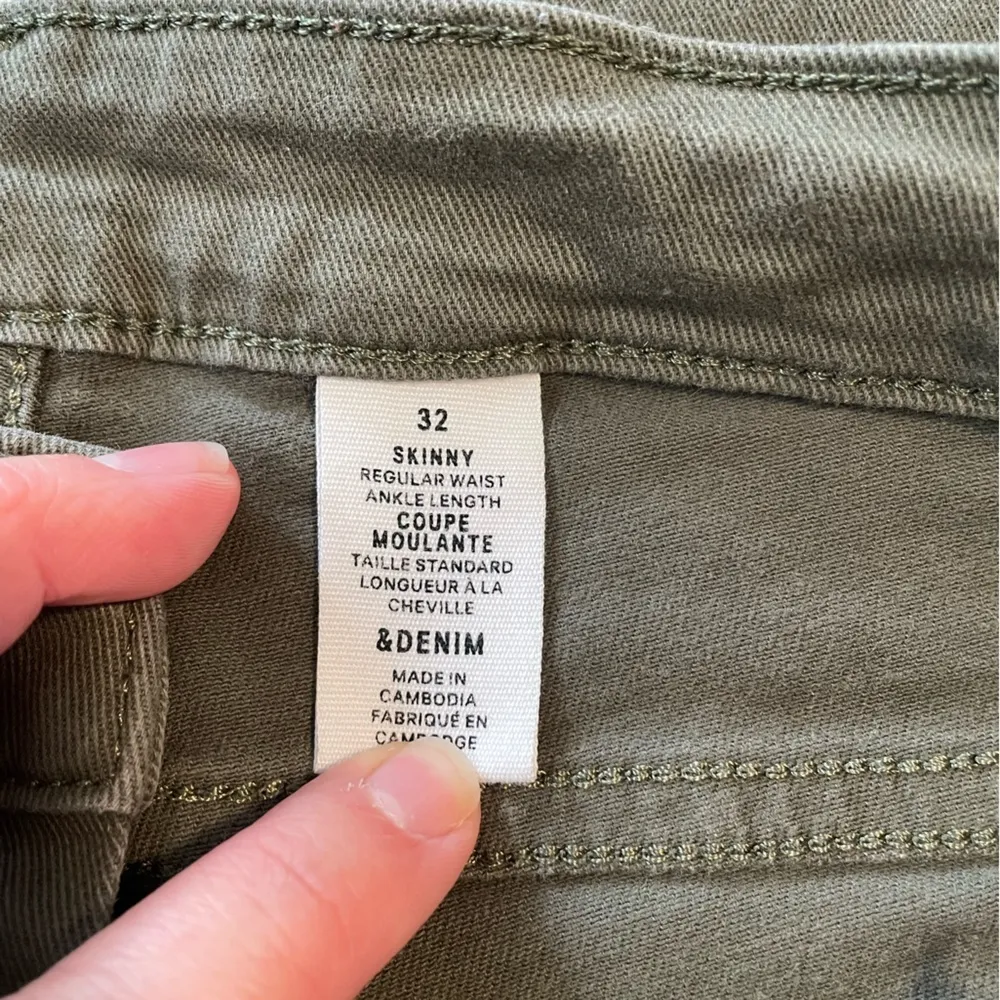 32
SKINNY
REGULAR WAIST
ANKLE LENGTH
COUPE
MOULANTE
TAILLE STANDARD
LONGUEUR À LA
CHEVILLE
&DENIM
MADE IN
CAMBODIA
FABRIQUÉ EN